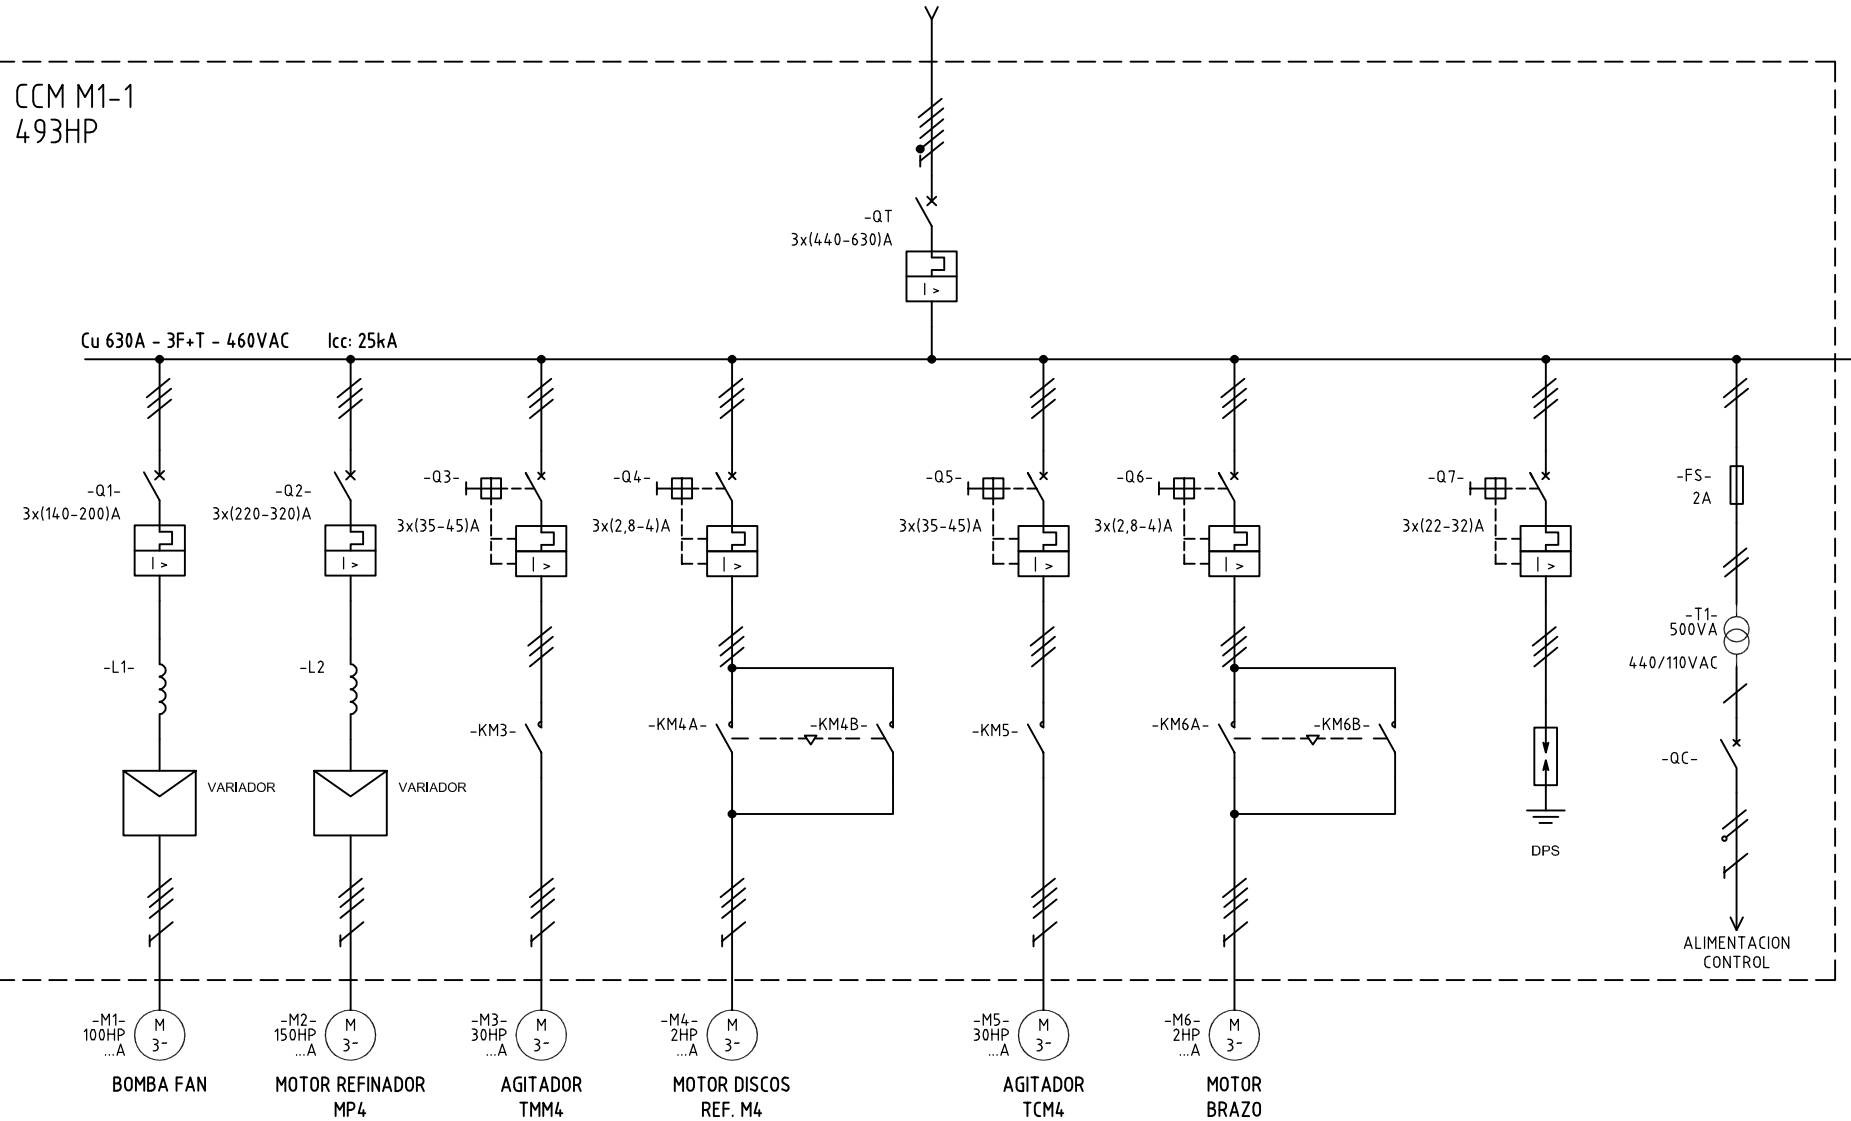 CCM M1-1
493HP
-QT
3x(440-630)A
I >
Cu 630A - 3F+T - 460VAC Icc: 25kA
-Q1-
3x(140-200)A
I >
-L1-
VARIADOR
-M1-
100HP
...A
M
3~
BOMBA FAN
-Q2-
3x(220-320)A
I >
-L2
VARIADOR
-M2-
150HP
...A
M
3~
MOTOR REFINADOR
MP4
-Q3-
3x(35-45)A
I >
-KM3-
-M3-
30HP
...A
M
3~
AGITADOR
TMM4
-Q4-
3x(2,8-4)A
I >
-KM4A-
-KM4B-
-M4-
2HP
...A
M
3~
MOTOR DISCOS
REF. M4
-Q5-
3x(35-45)A
I >
-KM5-
-M5-
30HP
...A
M
3~
AGITADOR
TCM4
-Q6-
3x(2,8-4)A
I >
-KM6A-
-KM6B-
-M6-
2HP
...A
M
3~
MOTOR
BRAZO
-Q7-
3x(22-32)A
I >
DPS
-FS-
2A
-T1-
500VA
440/110VAC
-QC-
ALIMENTACION
CONTROL